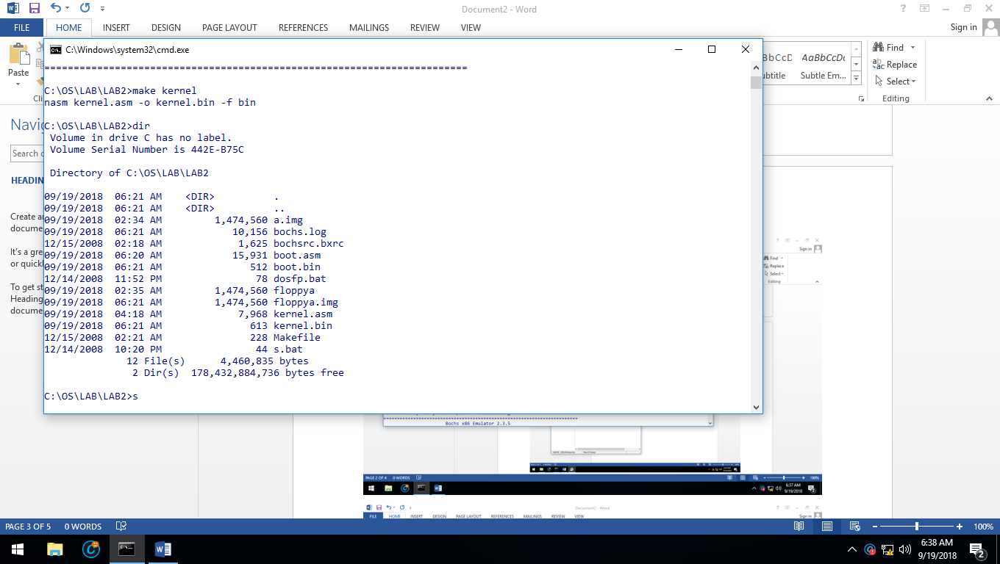 Document2 - Word
FILE HOME INSERT DESIGN PAGE LAYOUT REFERENCES MAILINGS REVIEW VIEW Sign in
C:\Windows\system32\cmd.exe
Paste
Find
Replace
Select
Editing
Subtle Em...
AaBbCcDc
========================================================================
C:\OS\LAB\LAB2>make kernel
nasm kernel.asm -o kernel.bin -f bin
C:\OS\LAB\LAB2>dir
Volume in drive C has no label.
Volume Serial Number is 442E-B75C
Directory of C:\OS\LAB\LAB2
09/19/2018 06:21 AM <DIR> .
09/19/2018 06:21 AM <DIR> ..
09/19/2018 02:34 AM 1,474,560 a.img
09/19/2018 06:21 AM 10,156 bochs.log
12/15/2008 02:18 AM 1,625 bochsrc.bxrc
09/19/2018 06:20 AM 15,931 boot.asm
09/19/2018 06:21 AM 512 boot.bin
12/14/2008 11:52 PM 78 dosfp.bat
09/19/2018 02:35 AM 1,474,560 floppya
09/19/2018 06:21 AM 1,474,560 floppya.img
09/19/2018 04:18 AM 7,968 kernel.asm
09/19/2018 06:21 AM 613 kernel.bin
12/15/2008 02:21 AM 228 Makefile
12/14/2008 10:20 PM 44 s.bat
12 File(s) 4,460,835 bytes
2 Dir(s) 178,432,884,736 bytes free
C:\OS\LAB\LAB2>s
Search
Create
It's a
or
To get
Bochs x86 Emulator 2.3.5
Sign in
Find
Replace
Select
Editing
PAGE 2 OF 4 0 WORDS 100%
6:37 AM
9/19/2018
Document2 - Word
FILE HOME INSERT DESIGN PAGE LAYOUT REFERENCES MAILINGS REVIEW VIEW Sign in
PAGE 3 OF 5 0 WORDS 100%
6:38 AM
9/19/2018
2